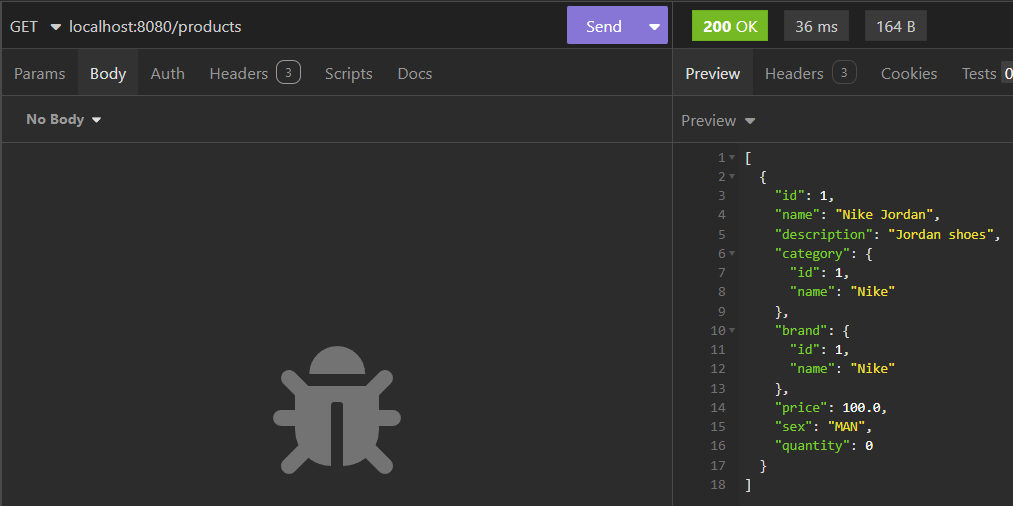 GET localhost:8080/products Send
Params Body Auth Headers 3 Scripts Docs
No Body
200 OK 36 ms 164 B
Preview Headers 3 Cookies Tests 0
Preview
1 [
2 {
3 "id": 1,
4 "name": "Nike Jordan",
5 "description": "Jordan shoes",
6 "category": {
7 "id": 1,
8 "name": "Nike"
9 },
10 "brand": {
11 "id": 1,
12 "name": "Nike"
13 },
14 "price": 100.0,
15 "sex": "MAN",
16 "quantity": 0
17 }
18 ]